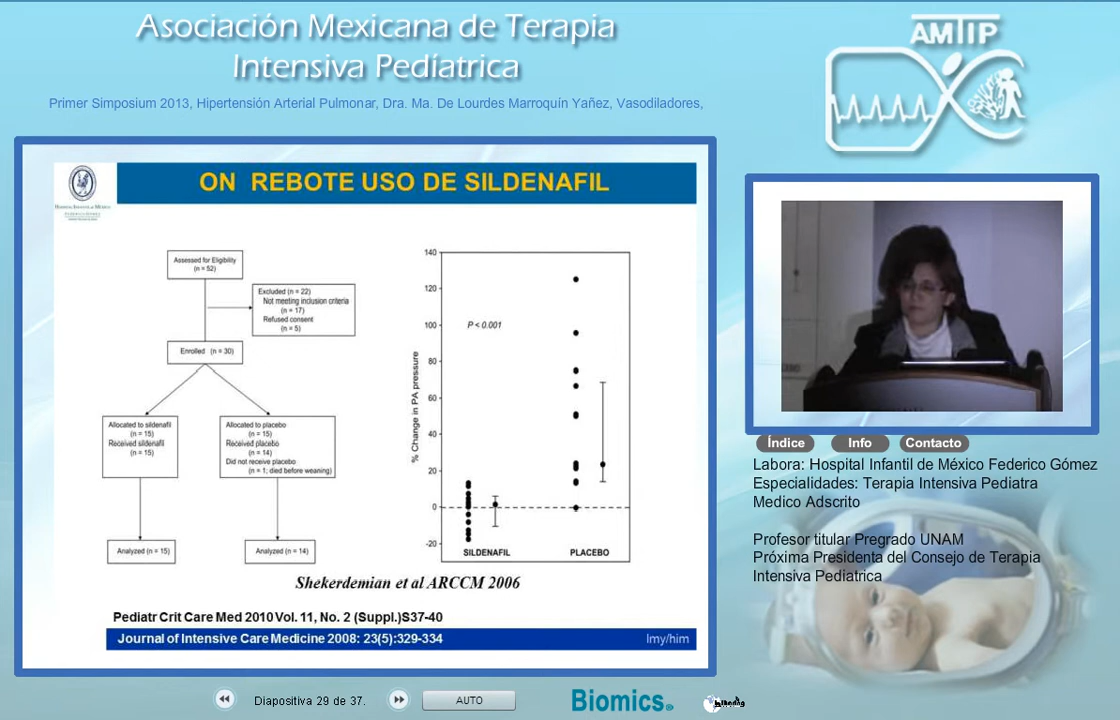 Asociación Mexicana de Terapia
Intensiva Pedíatrica
Primer Simposium 2013, Hipertensión Arterial Pulmonar, Dra. Ma. De Lourdes Marroquín Yañez, Vasodiladores,
AMTIP
ON REBOTE USO DE SILDENAFIL
HOSPITAL INFANTIL DE MÉXICO
FEDERICO GÓMEZ
Assessed for Eligibility
(n = 52)
Excluded (n = 22)
Not meeting inclusion criteria
(n = 17)
Refused consent
(n = 5)
Enrolled (n = 30)
Allocated to sildenafil
(n = 15)
Received sildenafil
(n = 15)
Allocated to placebo
(n = 15)
Received placebo
(n = 14)
Did not receive placebo
(n = 1; died before weaning)
Analyzed (n = 15)
Analyzed (n = 14)
% Change in PA pressure
140
120
100
80
60
40
20
0
-20
P < 0.001
SILDENAFIL
PLACEBO
Shekerdemian et al ARCCM 2006
Pediatr Crit Care Med 2010 Vol. 11, No. 2 (Suppl.)S37-40
Journal of Intensive Care Medicine 2008: 23(5):329-334
lmy/him
Índice
Info
Contacto
Labora: Hospital Infantil de México Federico Gómez
Especialidades: Terapia Intensiva Pediatra
Medico Adscrito
Profesor titular Pregrado UNAM
Próxima Presidenta del Consejo de Terapia
Intensiva Pediatrica
Diapositiva 29 de 37.
AUTO
Biomics